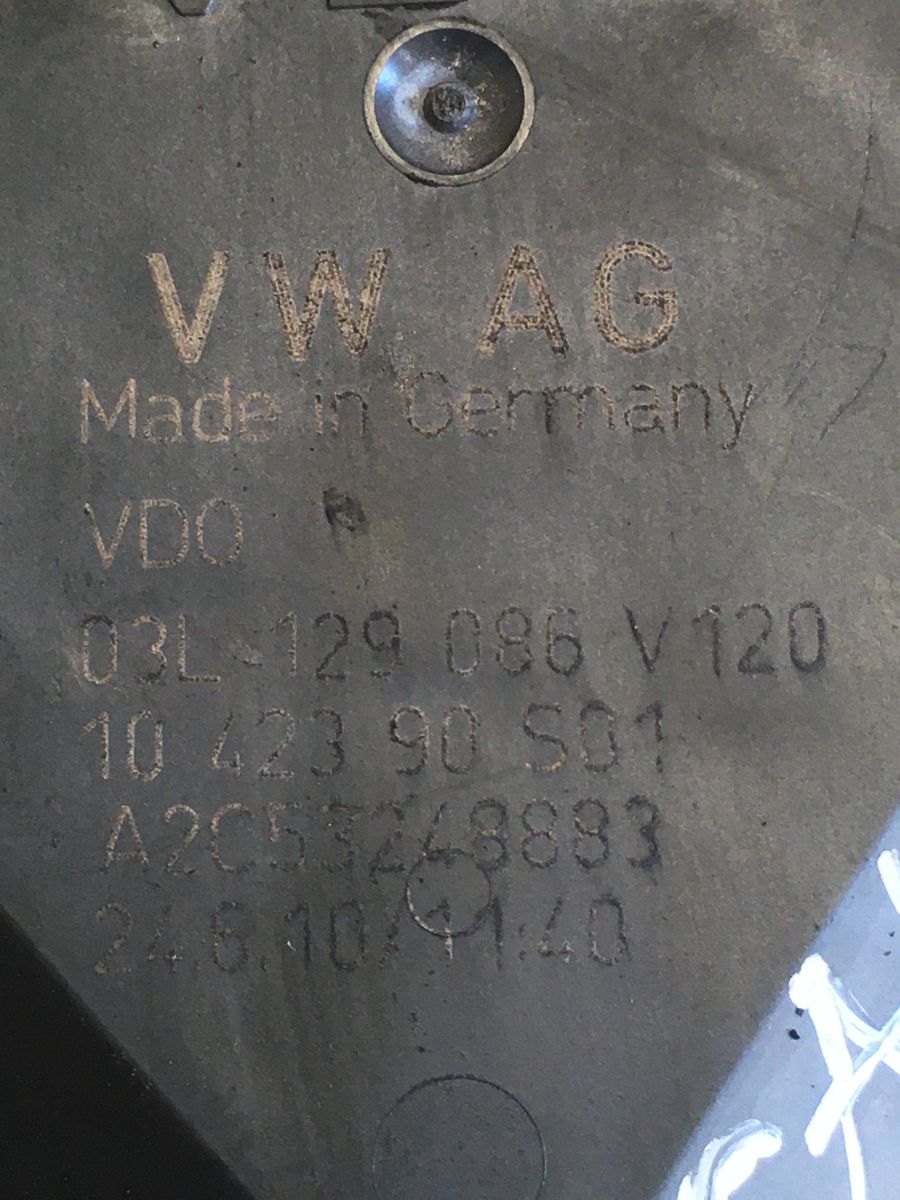 VW AG
Made in Germany
VDO
03L-129 086 V120
10 423 90 S01
A2C53248883
24.6.10/11:40